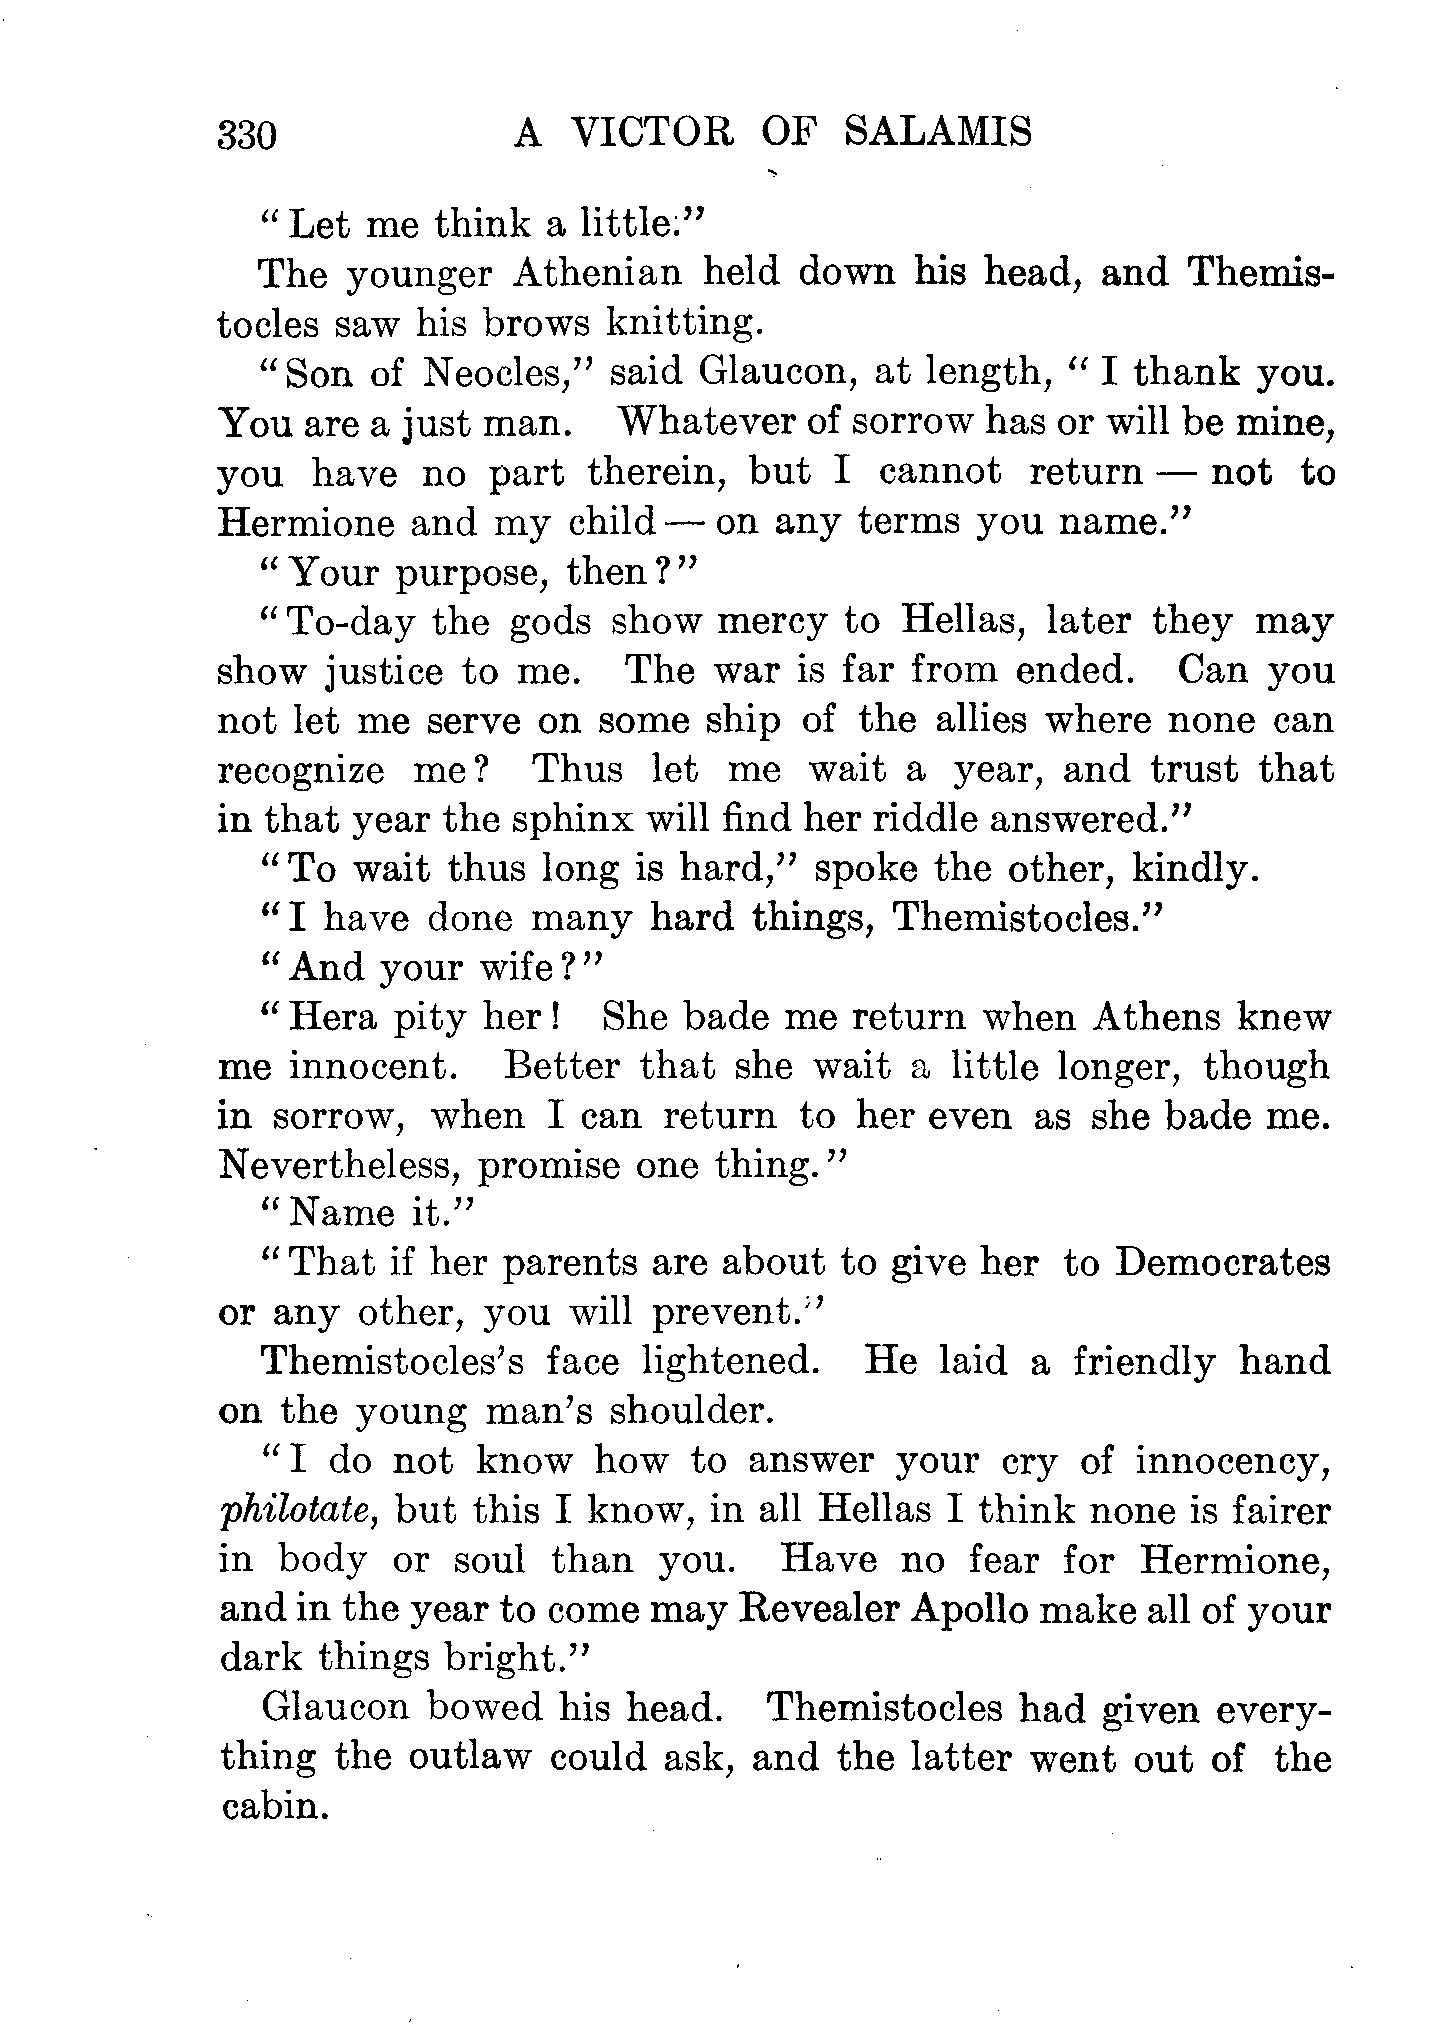 330 A VICTOR OF SALAMIS
"Let me think a little."
The younger Athenian held down his head, and Themis-
tocles saw his brows knitting.
"Son of Neocles," said Glaucon, at length, "I thank you.
You are a just man. Whatever of sorrow has or will be mine,
you have no part therein, but I cannot return — not to
Hermione and my child — on any terms you name."
"Your purpose, then?"
"To-day the gods show mercy to Hellas, later they may
show justice to me. The war is far from ended. Can you
not let me serve on some ship of the allies where none can
recognize me? Thus let me wait a year, and trust that
in that year the sphinx will find her riddle answered."
"To wait thus long is hard," spoke the other, kindly.
"I have done many hard things, Themistocles."
"And your wife?"
"Hera pity her! She bade me return when Athens knew
me innocent. Better that she wait a little longer, though
in sorrow, when I can return to her even as she bade me.
Nevertheless, promise one thing."
"Name it."
"That if her parents are about to give her to Democrates
or any other, you will prevent."
Themistocles's face lightened. He laid a friendly hand
on the young man's shoulder.
"I do not know how to answer your cry of innocency,
philotate, but this I know, in all Hellas I think none is fairer
in body or soul than you. Have no fear for Hermione,
and in the year to come may Revealer Apollo make all of your
dark things bright."
Glaucon bowed his head. Themistocles had given every-
thing the outlaw could ask, and the latter went out of the
cabin.